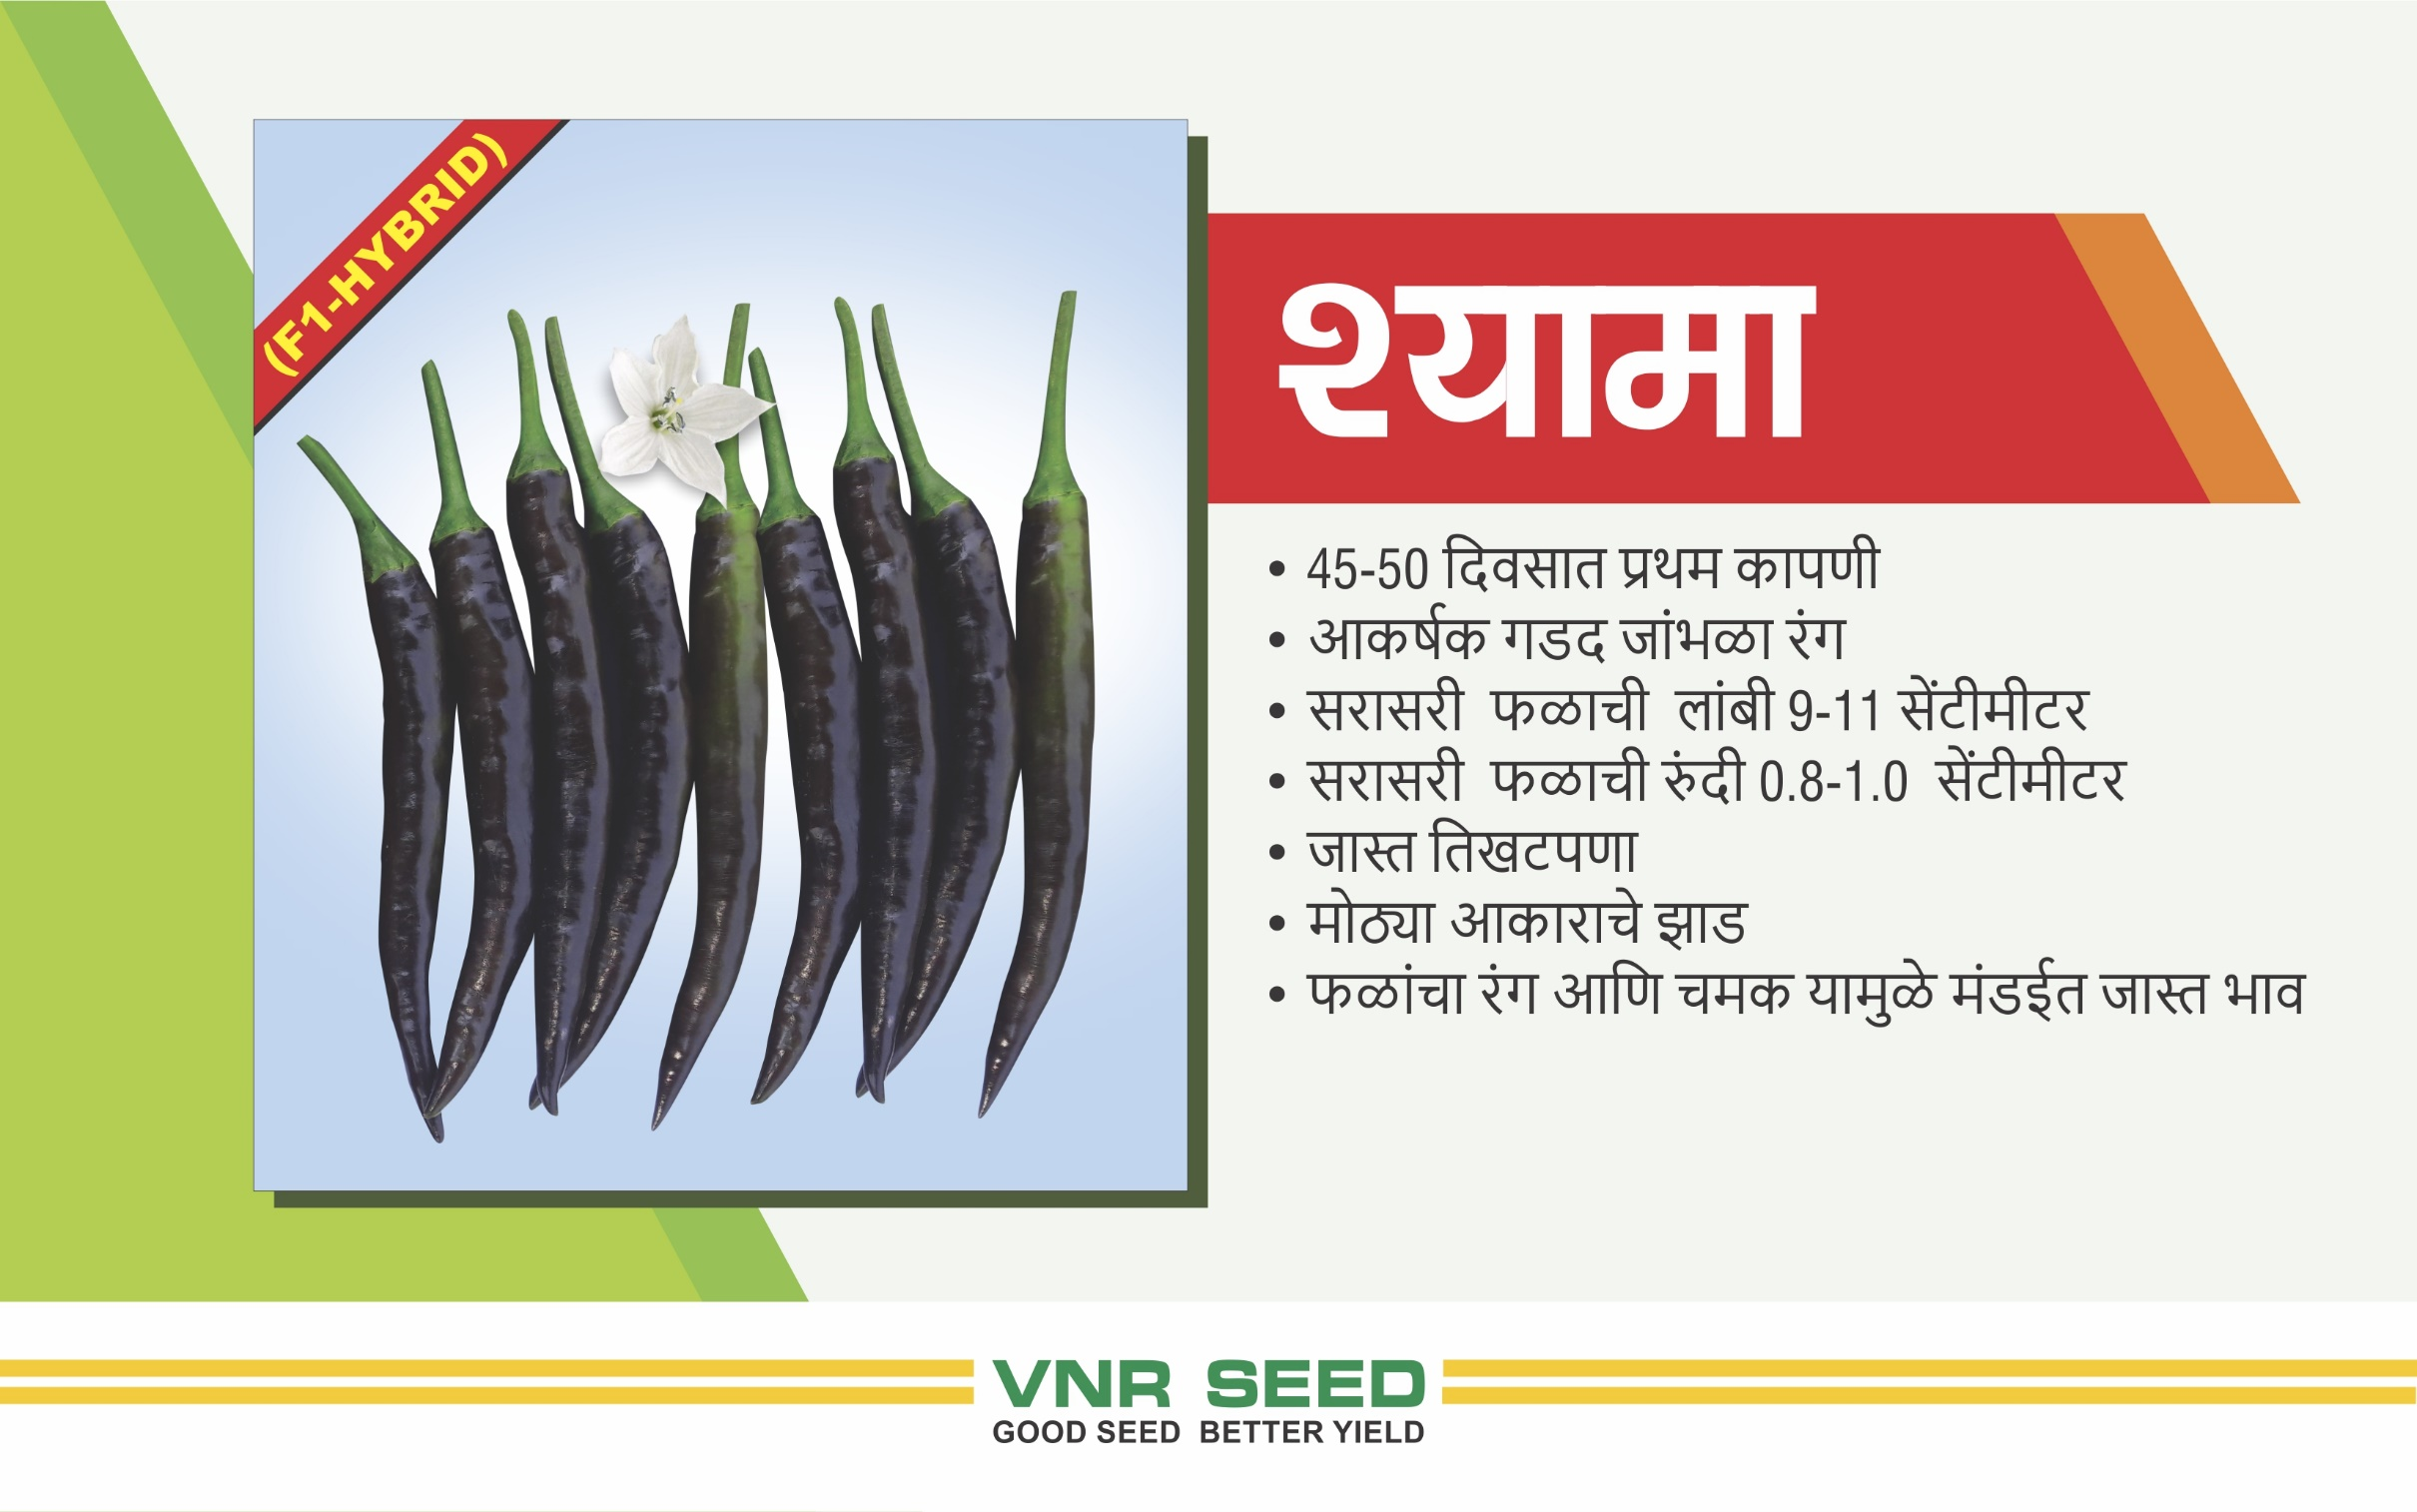 (F1-HYBRID))
श्यामा
• 45-50 दिवसात प्रथम कापणी
• आकर्षक गडद जांभळा रंग
• सरासरी फळाची लांबी 9-11 सेंटीमीटर
• सरासरी फळाची रुंदी 0.8-1.0 सेंटीमीटर
• जास्त तिखटपणा
• मोठ्या आकाराचे झाड
• फळांचा रंग आणि चमक यामुळे मंडईत जास्त भाव
VNR SEED
GOOD SEED BETTER YIELD